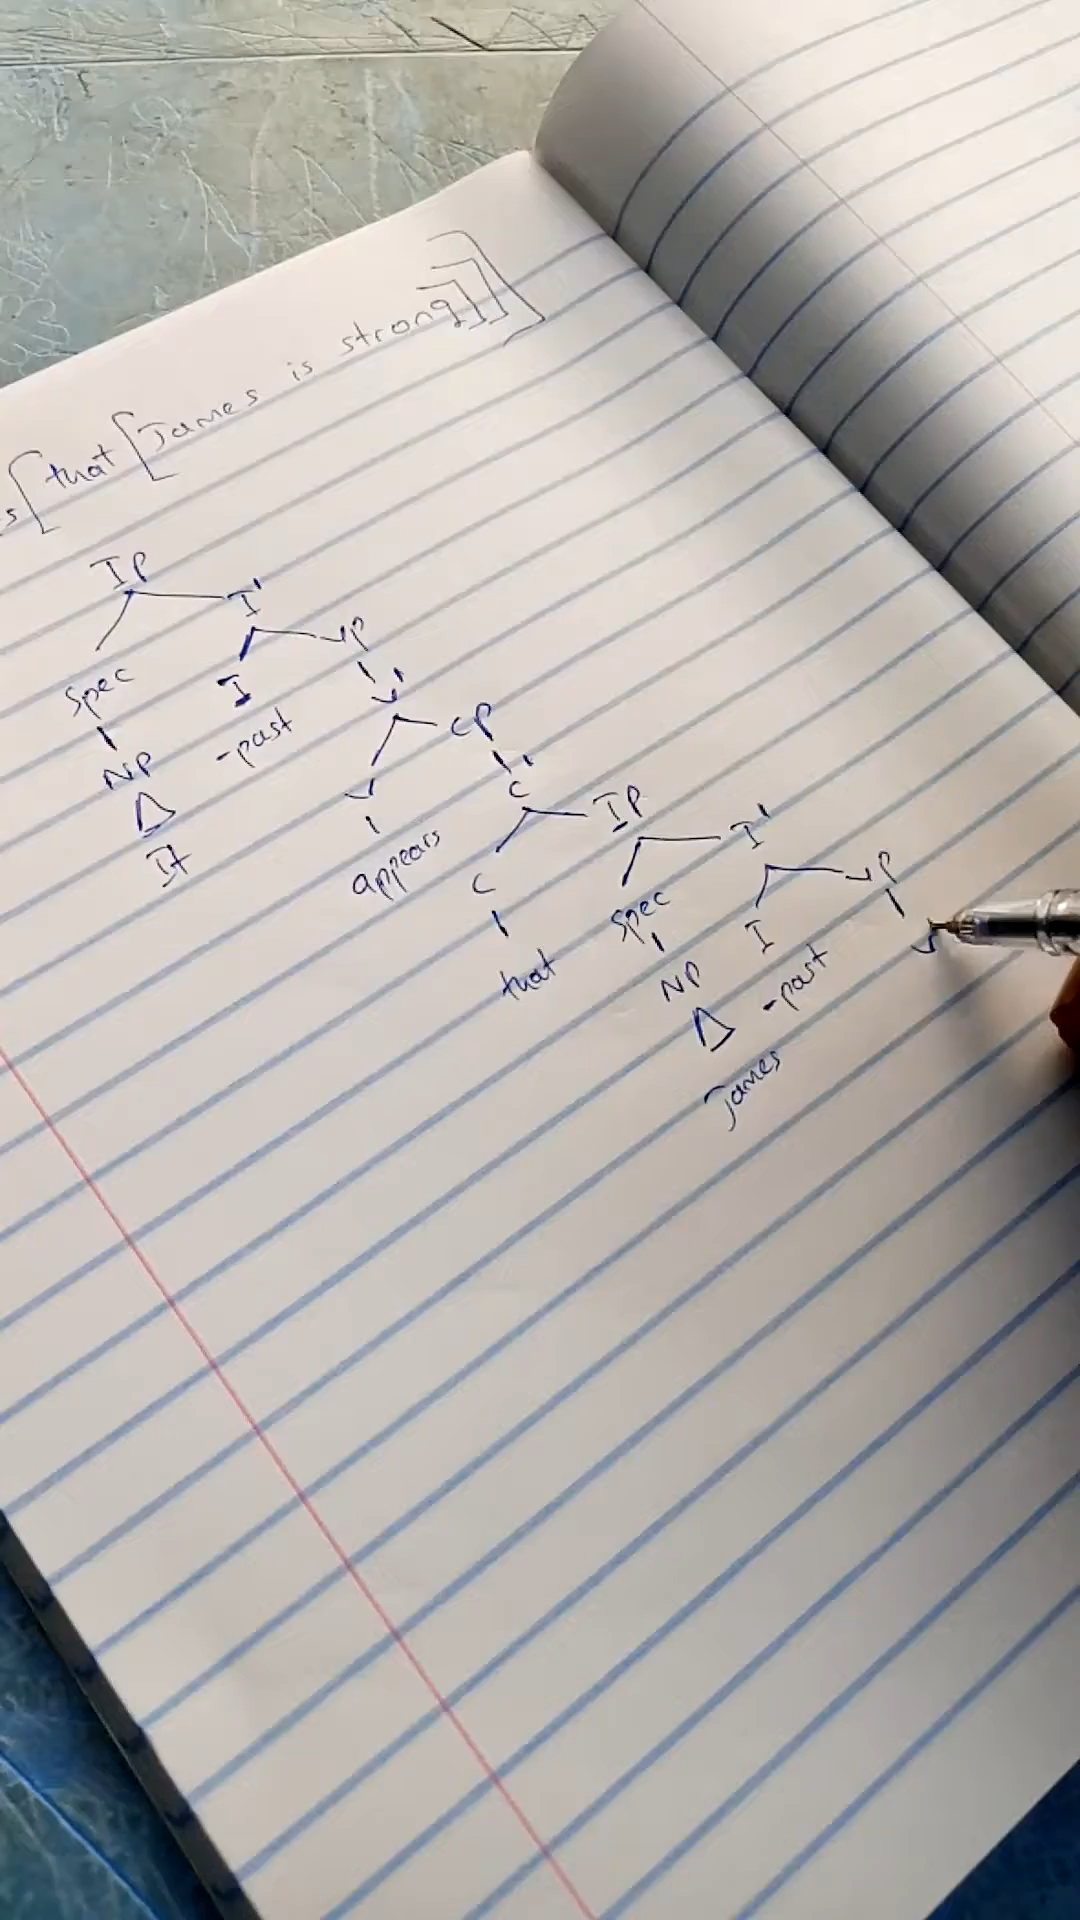 s[that [James is strong]]]]
IP
I'
Spec
I
VP
NP
-past
V'
It
V
CP
appears
C'
C
IP
that
Spec
I'
NP
I
VP
James
-past
V